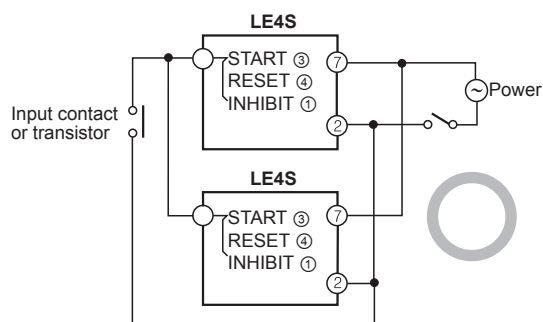 LE4S
START ③
RESET ④
INHIBIT ①
7
2
Input contact
or transistor
~
Power
LE4S
START ③
RESET ④
INHIBIT ①
7
2